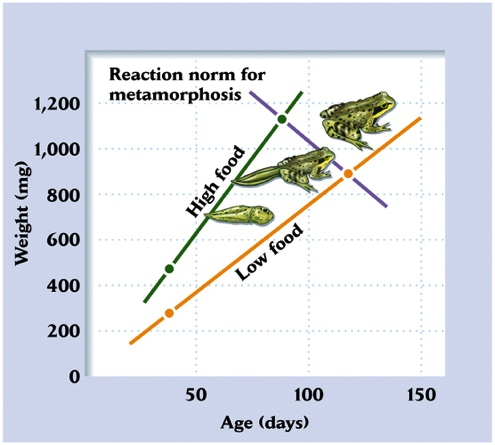 Reaction norm for
metamorphosis
1,200
1,000
800
600
400
200
0
Weight (mg)
High food
Low food
50
100
150
Age (days)